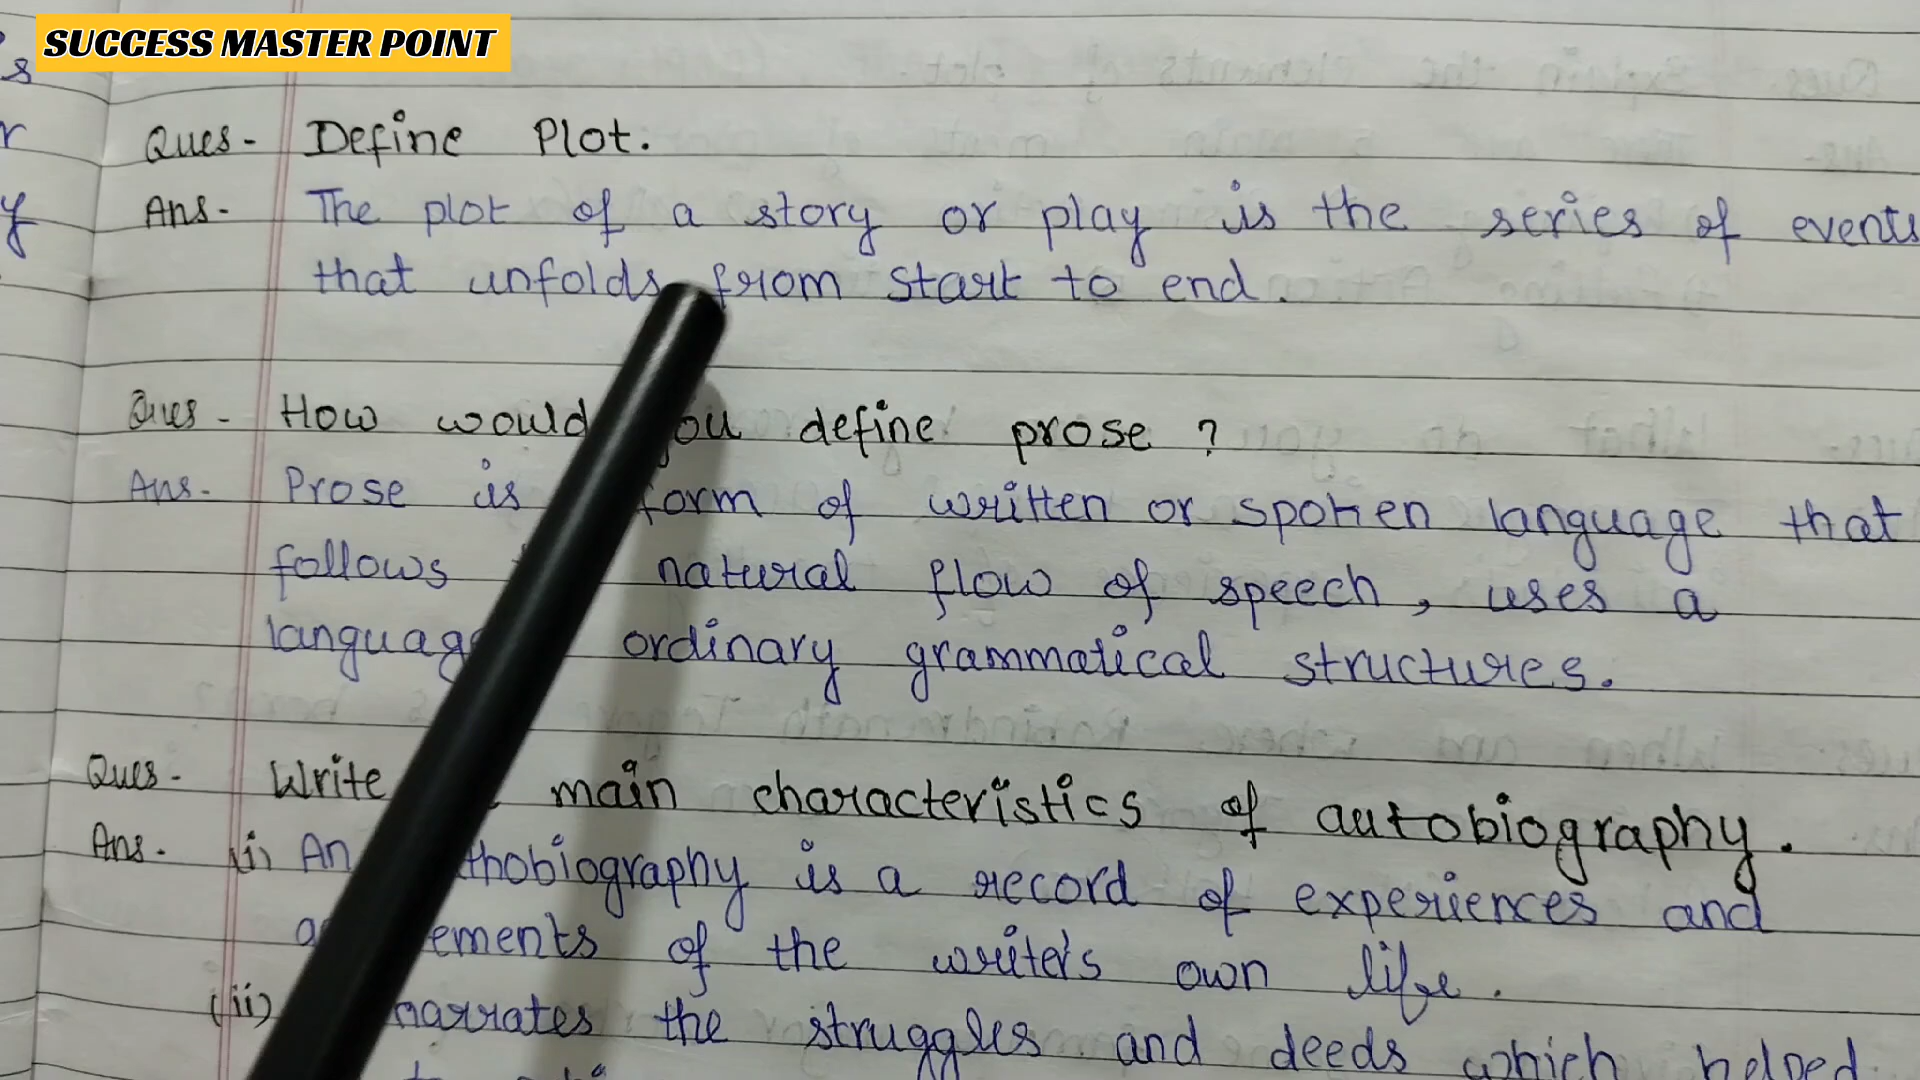 SUCCESS MASTER POINT
s
r
y
Ques - Define Plot.
Ans - The plot of a story or play is the series of events
that unfolds from start to end.
Ques - How would you define prose ?
Ans - Prose is form of written or spoken language that
follows natural flow of speech, uses a
language ordinary grammatical structures.
Ques - Write main characteristics of autobiography.
Ans - (i) An thobiography is a record of experiences and
ements of the writer's own life.
(ii) narrates the struggles and deeds which helped